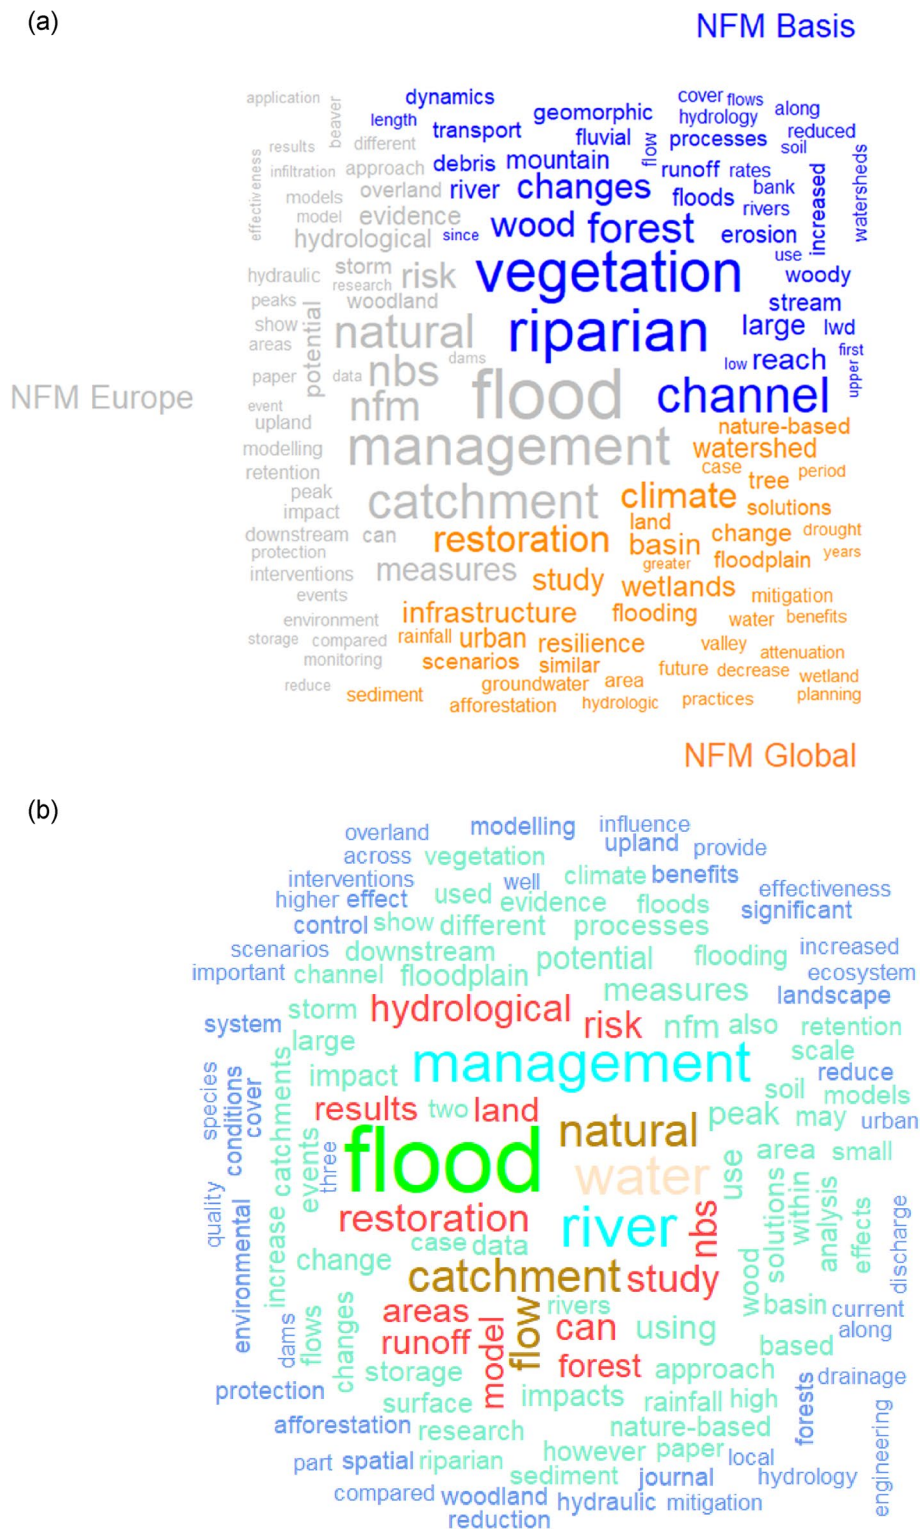 (a)
NFM Basis
application beaver dynamics cover flows along
length geomorphic hydrology
results different transport fluvial flow processes reduced
soil
effectiveness infiltration approach debris mountain runoff rates watersheds
models overland river changes floods bank increased
model evidence rivers
hydrological since wood forest erosion
use
hydraulic storm risk vegetation woody
research
peaks potential woodland stream
show natural riparian large lwd
areas
paper data nbs dams low reach first
upper
NFM Europe
event nfm flood channel
upland nature-based
modelling management watershed
retention case tree period
peak catchment climate
impact solutions
land
downstream can restoration basin change drought
protection greater floodplain years
interventions measures study wetlands
events mitigation
environment infrastructure flooding water benefits
storage compared rainfall urban resilience valley
monitoring scenarios similar attenuation
future decrease
reduce groundwater area wetland
sediment planning
afforestation hydrologic practices
NFM Global
(b)
overland modelling influence
upland provide
across vegetation
interventions well climate benefits
higher effect used evidence floods effectiveness
significant
control show different processes
scenarios downstream potential flooding increased
important channel floodplain ecosystem
measures landscape
storm hydrological risk nfm also retention
system
large management scale
species conditions cover catchments impact soil reduce
models
results two land peak may urban
events three flood natural use area small
water
quality environmental increase restoration river nbs solutions within analysis effects discharge
case data
change wood
catchment study
dams flows changes areas model flow rivers basin current
runoff can using along
based
storage forest approach forests drainage
protection
surface impacts rainfall high engineering
afforestation research nature-based
however paper local
part spatial riparian
sediment journal hydrology
compared woodland hydraulic mitigation
reduction